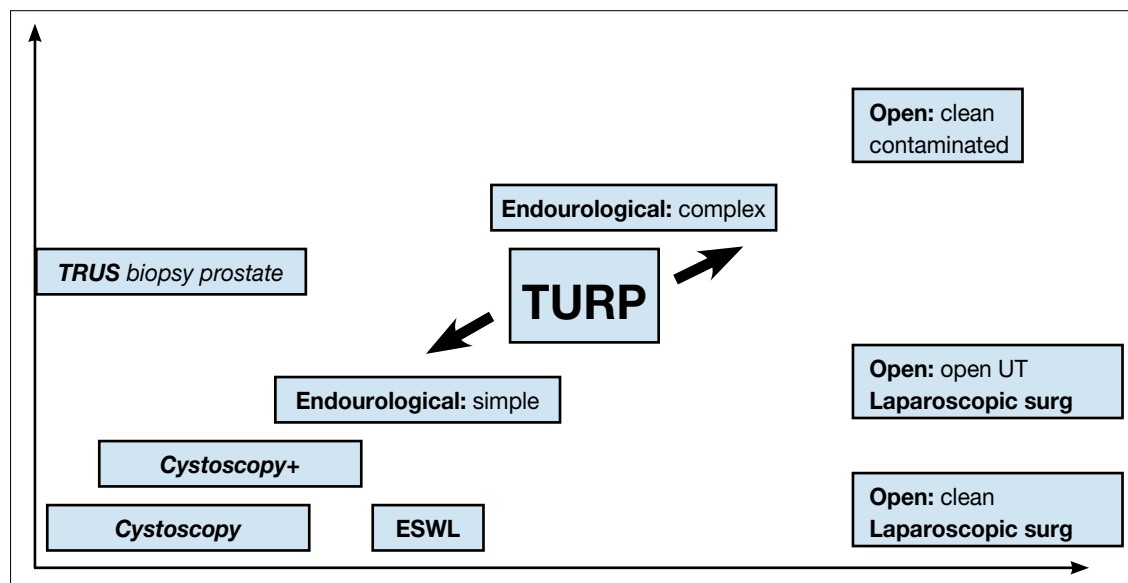 Open: clean
contaminated
Endourological: complex
TRUS biopsy prostate
TURP
Open: open UT
Laparoscopic surg
Endourological: simple
Cystoscopy+
Open: clean
Laparoscopic surg
Cystoscopy
ESWL